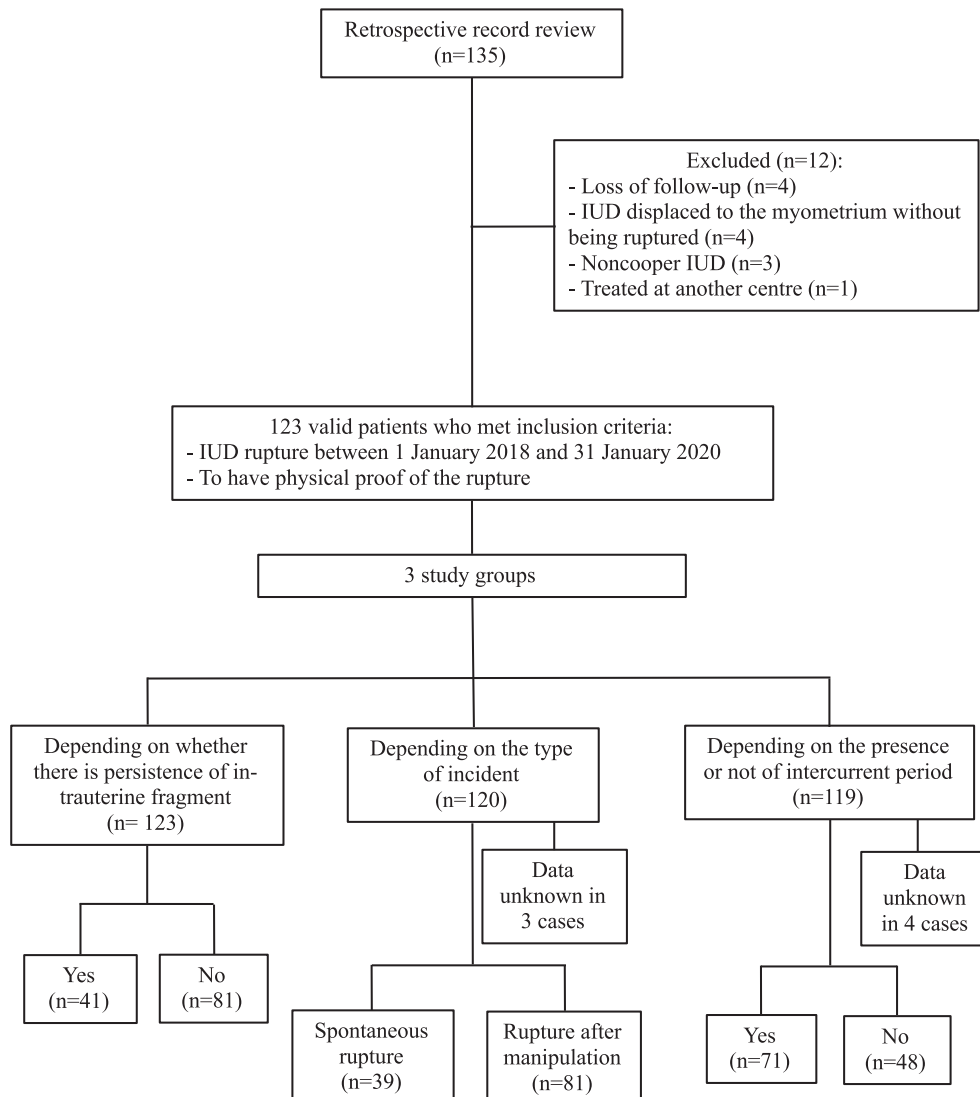 Retrospective record review
(n=135)
Excluded (n=12):
- Loss of follow-up (n=4)
- IUD displaced to the myometrium without
being ruptured (n=4)
- Noncooper IUD (n=3)
- Treated at another centre (n=1)
123 valid patients who met inclusion criteria:
- IUD rupture between 1 January 2018 and 31 January 2020
- To have physical proof of the rupture
3 study groups
Depending on whether
there is persistence of in-
trauterine fragment
(n= 123)
Yes
(n=41)
No
(n=81)
Depending on the type
of incident
(n=120)
Data
unknown in
3 cases
Spontaneous
rupture
(n=39)
Rupture after
manipulation
(n=81)
Depending on the presence
or not of intercurrent period
(n=119)
Data
unknown
in 4 cases
Yes
(n=71)
No
(n=48)